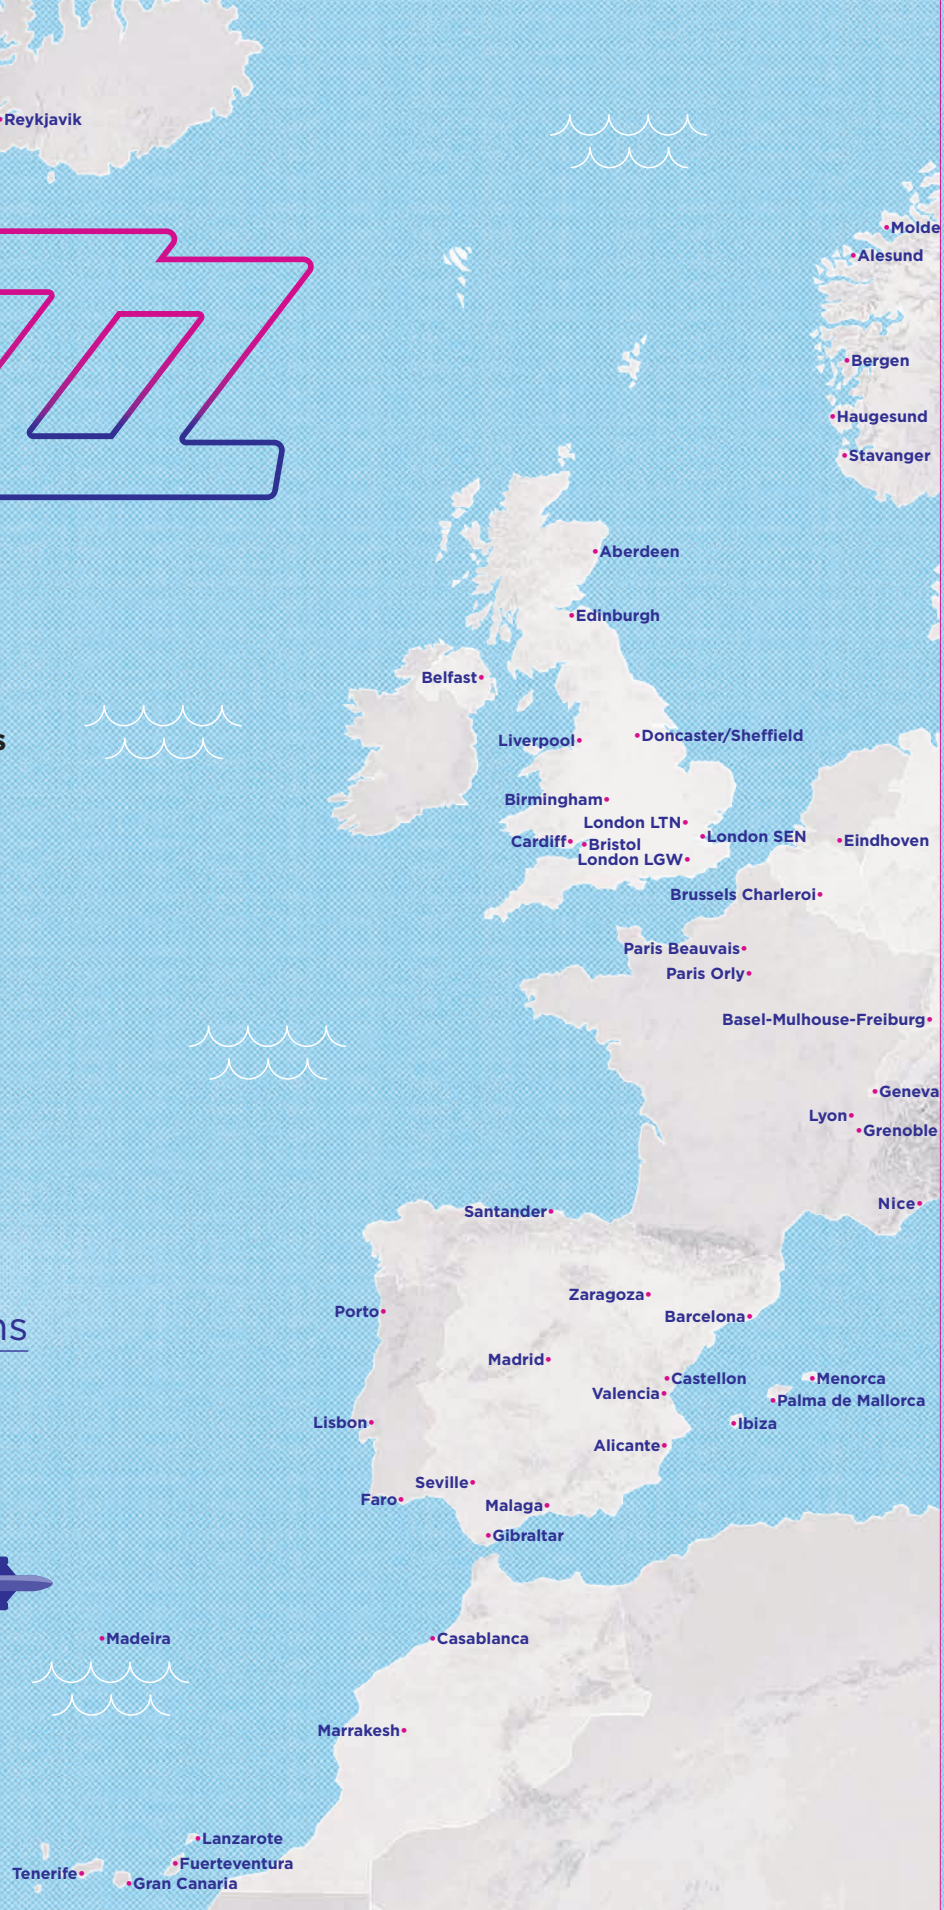 Reykjavik
Molde
Alesund
Bergen
Haugesund
Stavanger
Aberdeen
Edinburgh
Belfast
s
Liverpool
Doncaster/Sheffield
Birmingham
London LTN
London SEN
Cardiff
Bristol
Eindhoven
London LGW
Brussels Charleroi
Paris Beauvais
Paris Orly
Basel-Mulhouse-Freiburg
Geneva
Lyon
Grenoble
Nice
Santander
Zaragoza
Porto
Barcelona
ns
Madrid
Castellon
Menorca
Valencia
Palma de Mallorca
Lisbon
Ibiza
Alicante
Seville
Faro
Malaga
Gibraltar
Madeira
Casablanca
Marrakesh
Lanzarote
Fuerteventura
Tenerife
Gran Canaria